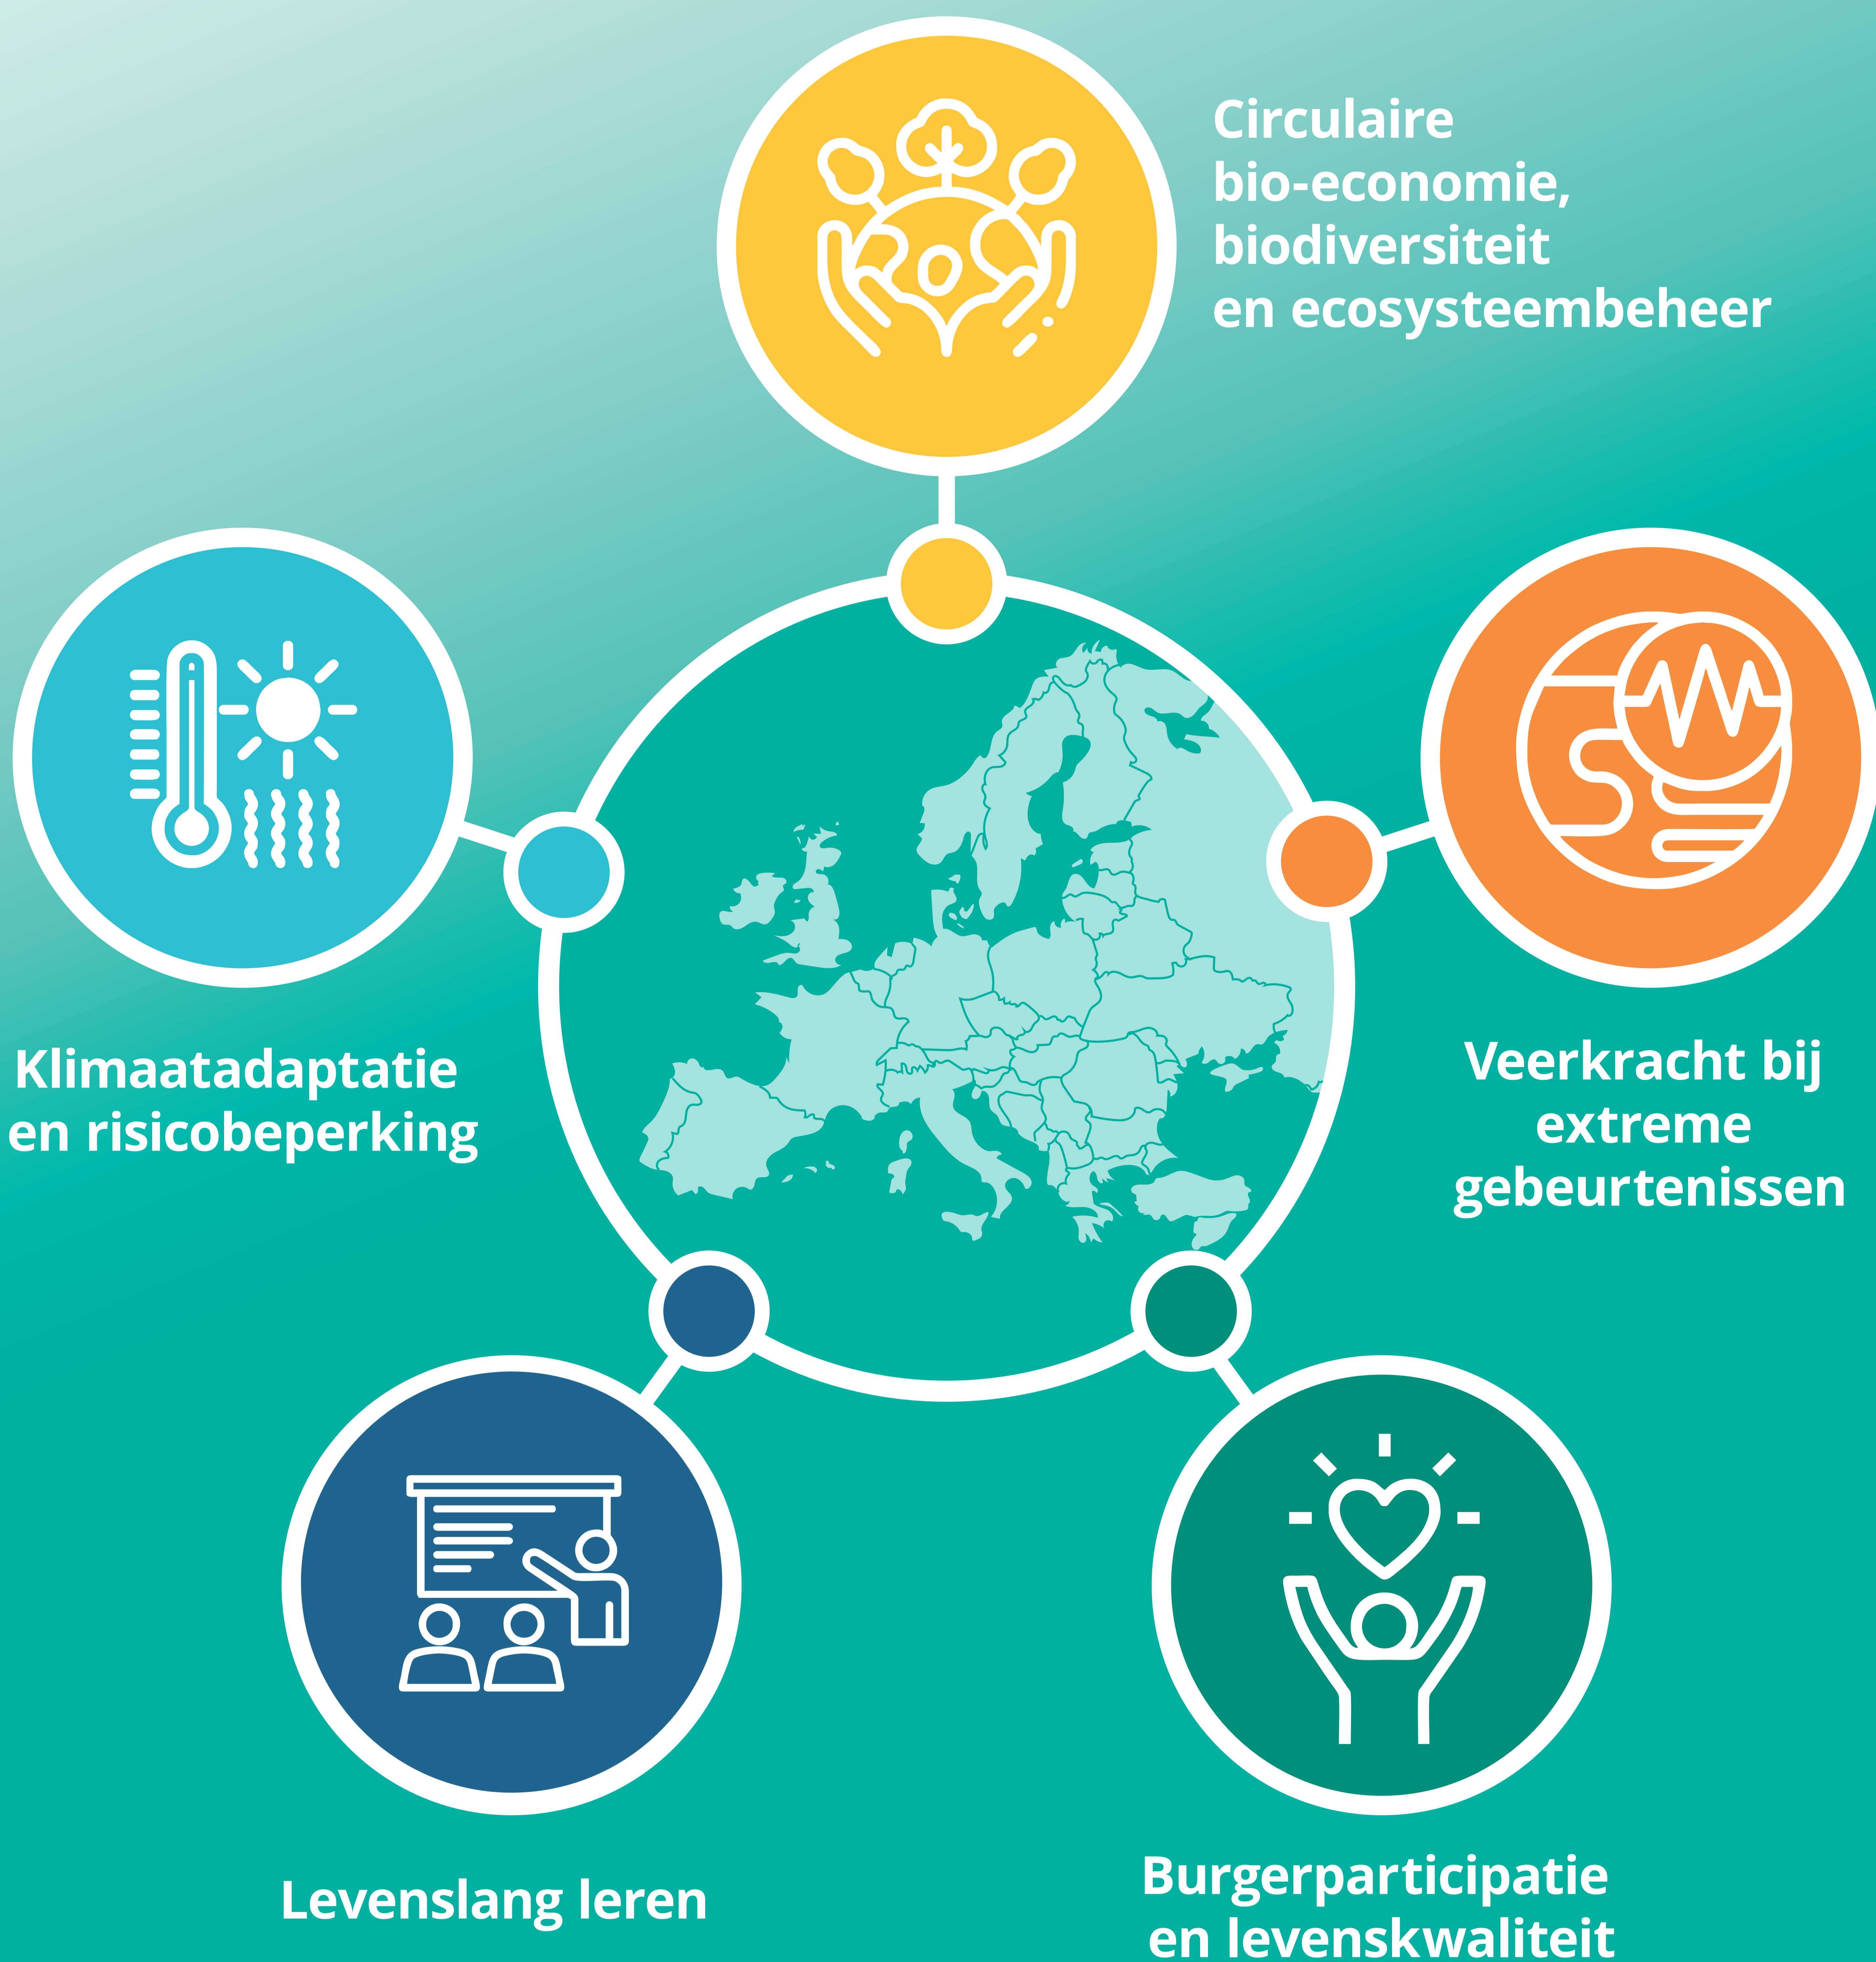 Circulaire
bio-economie,
biodiversiteit
en ecosysteembeheer
Klimaatadaptatie
en risicobeperking
Veerkracht bij
extreme
gebeurtenissen
Levenslang leren
Burgerparticipatie
en levenskwaliteit